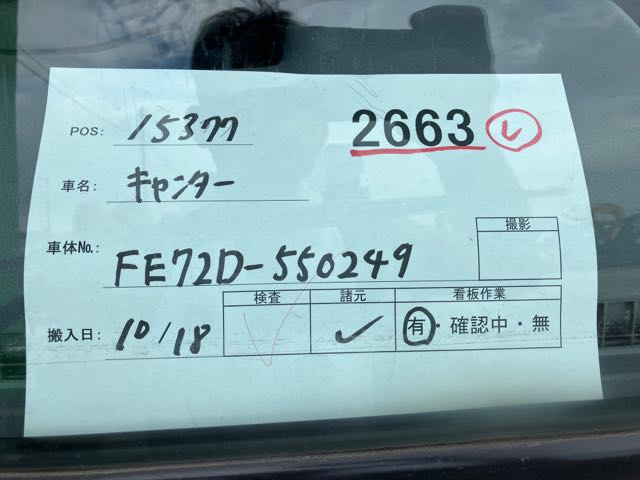 POS: 15377 2663 レ
車名: キャンター
撮影
車体No.: FE72D-550249
検査 諸元 看板作業
搬入日: 10/18 ✓ ✓ 有・確認中・無